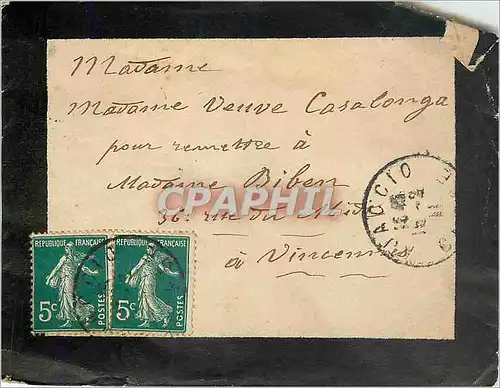 Madame
Madame Veuve Casalonga
pour remettre à
Madame Biben
36, rue du Midi
à Vincennes
CPAPHIL
AJACCIO
REPUBLIQUE FRANÇAISE
5c
POSTES
REPUBLIQUE FRANÇAISE
5c
POSTES